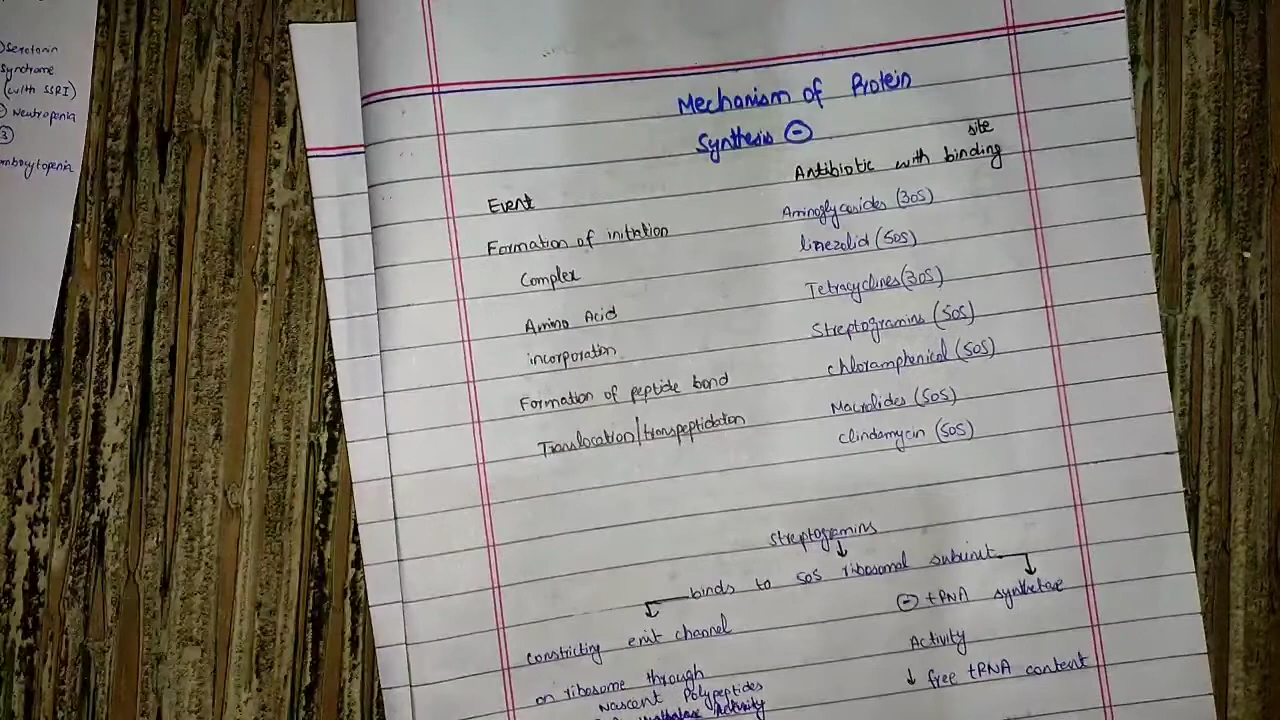 Serotonin
Syndrome
(with SSRI)
Neutropenia
③
Mechanism of Protein
Synthesis ⊖
site
Event Antibiotic with binding
Formation of initation Aminoglycosides (30S)
Complex linezolid (50S)
Amino Acid Tetracyclines (30S)
incorporation Streptogramins (50S)
Formation of peptide bond chloramphenicol (50S)
Translocation/transpeptidation Macrolides (50S)
clindamycin (50S)
streptogramins
↓
binds to 50S ribosomal subunit
constricting exit channel ⊖ tRNA synthetase
on ribosome through Activity
Nascent Polypeptides ↓ free tRNA content
Activity